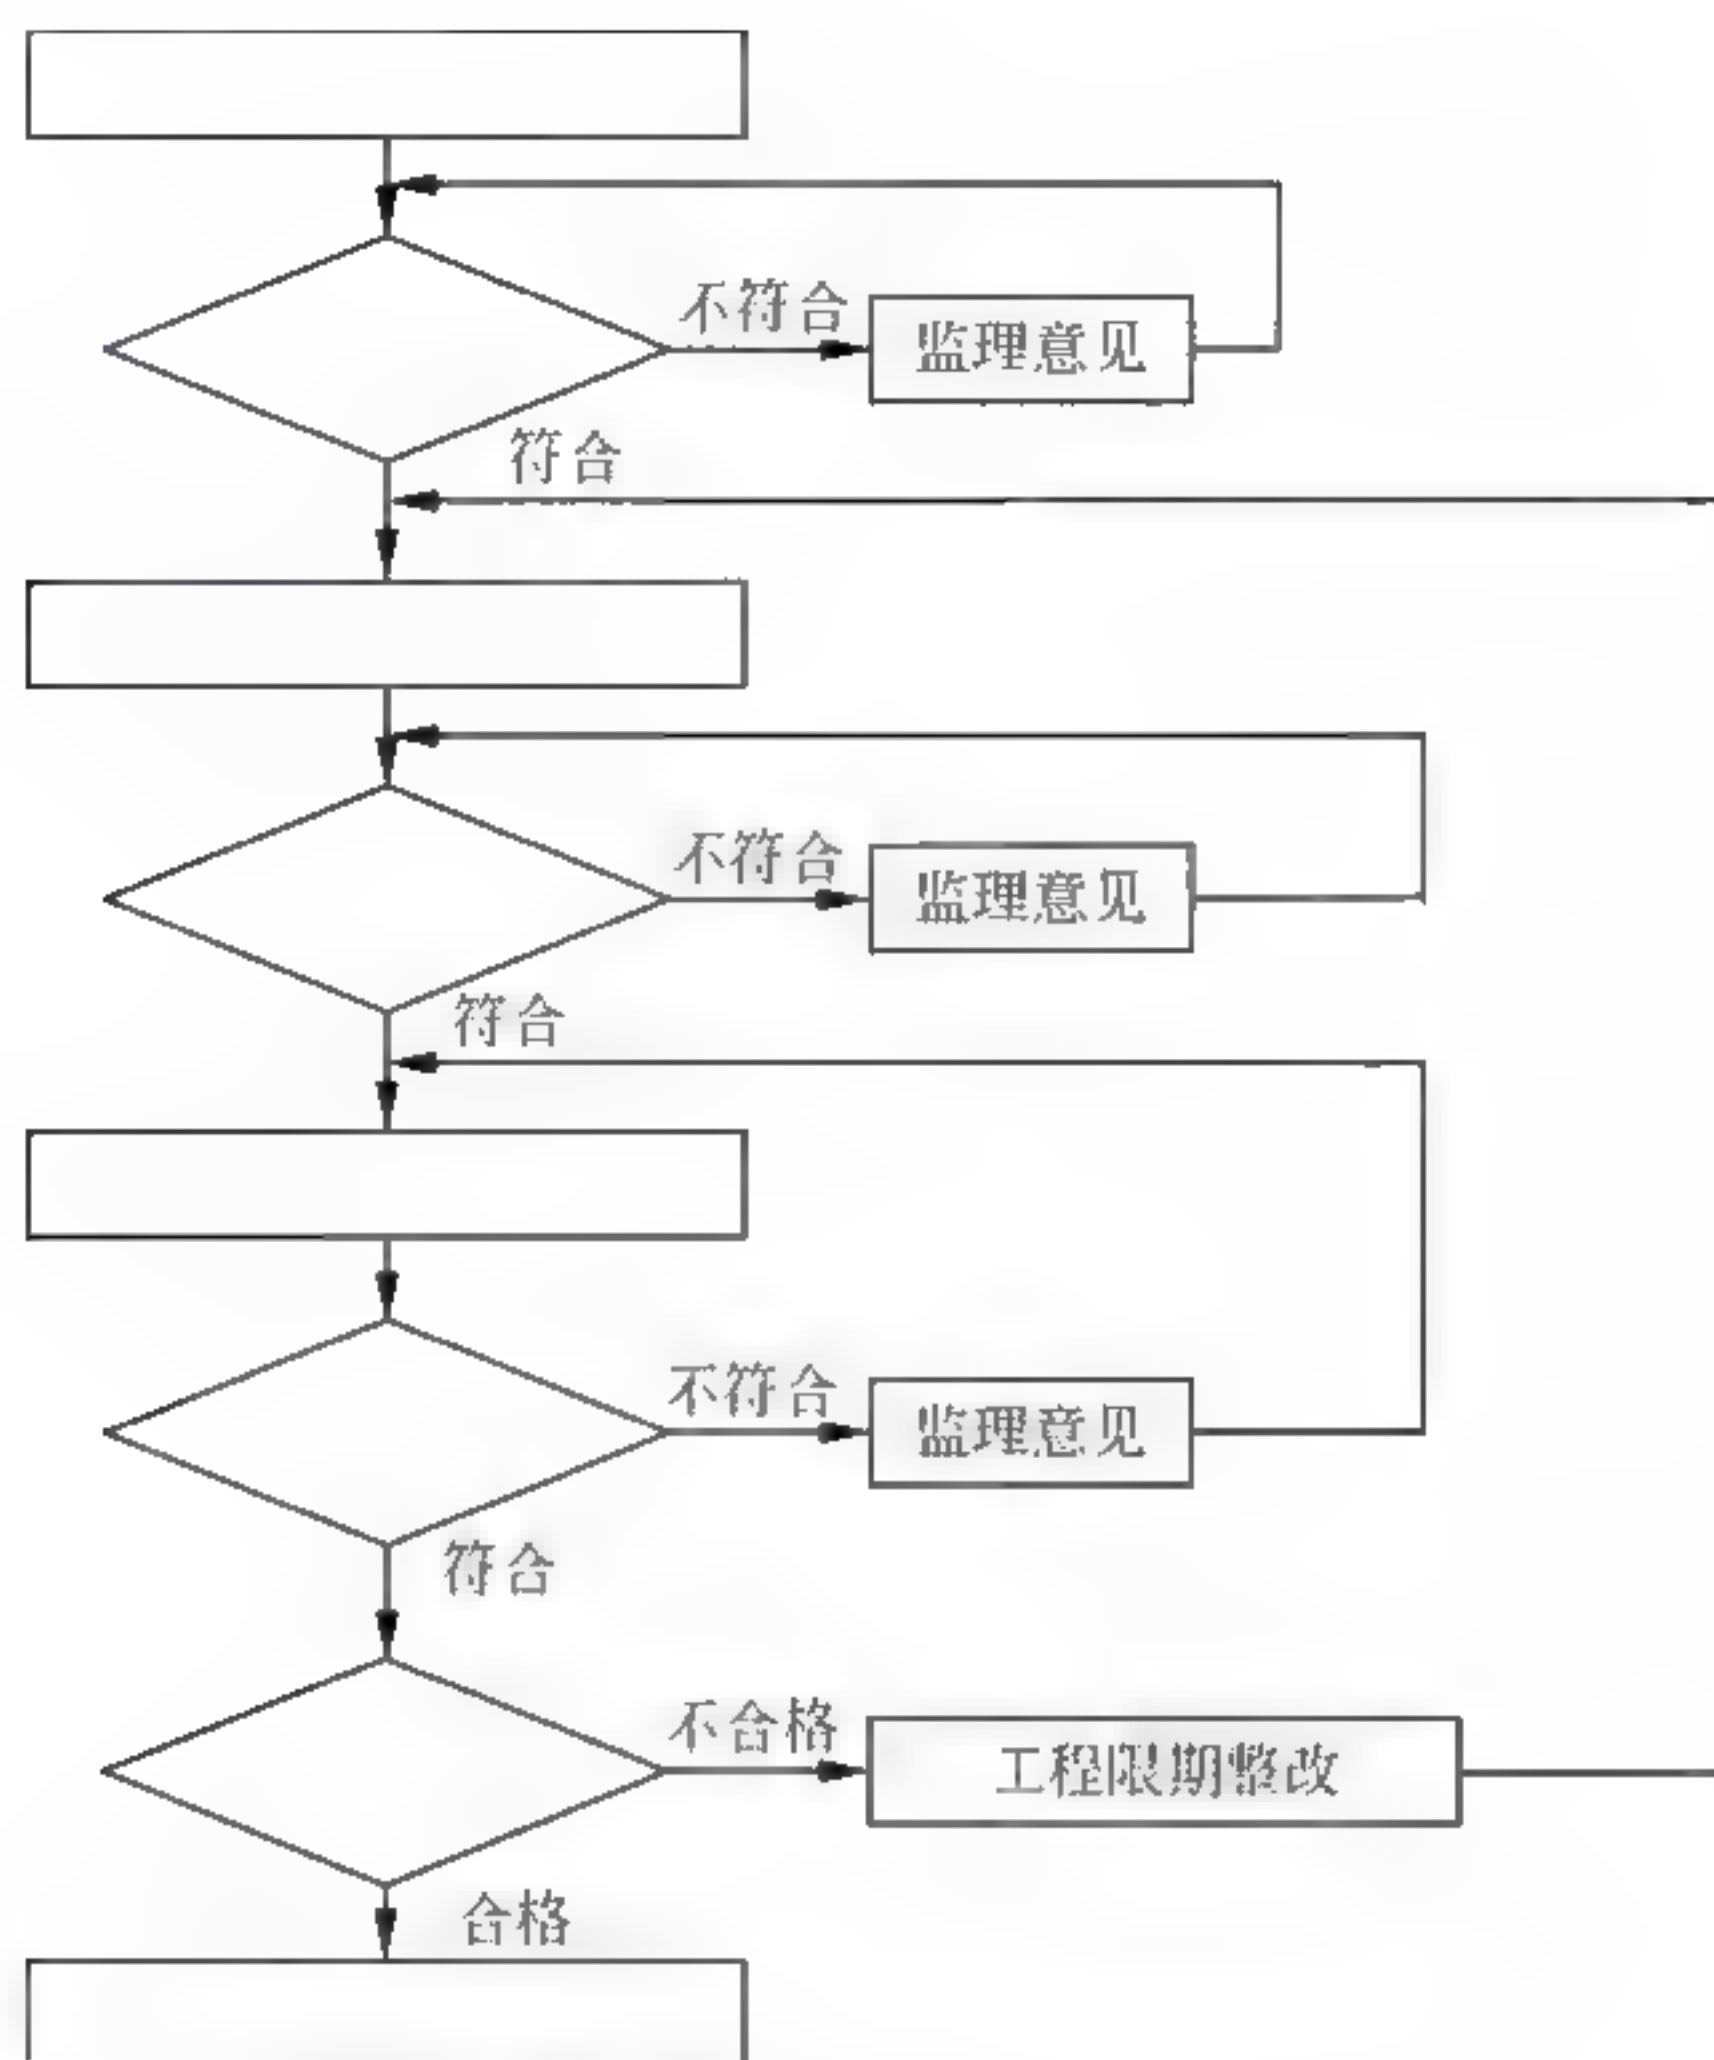 不符合
监理意见
符合
不符合
监理意见
符合
不符合
监理意见
符合
不合格
工程限期整改
合格